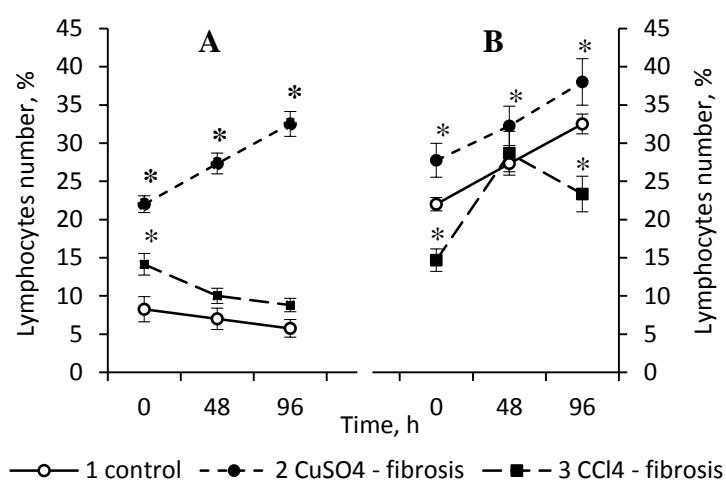 A
B
Lymphocytes number, %
45
40
35
30
25
20
15
10
5
0
* * *
*
* * *
* *
45
40
35
30
25
20
15
10
5
0
Lymphocytes number, %
0 48 96
0 48 96
Time, h
1 control 2 CuSO4 - fibrosis 3 CCl4 - fibrosis